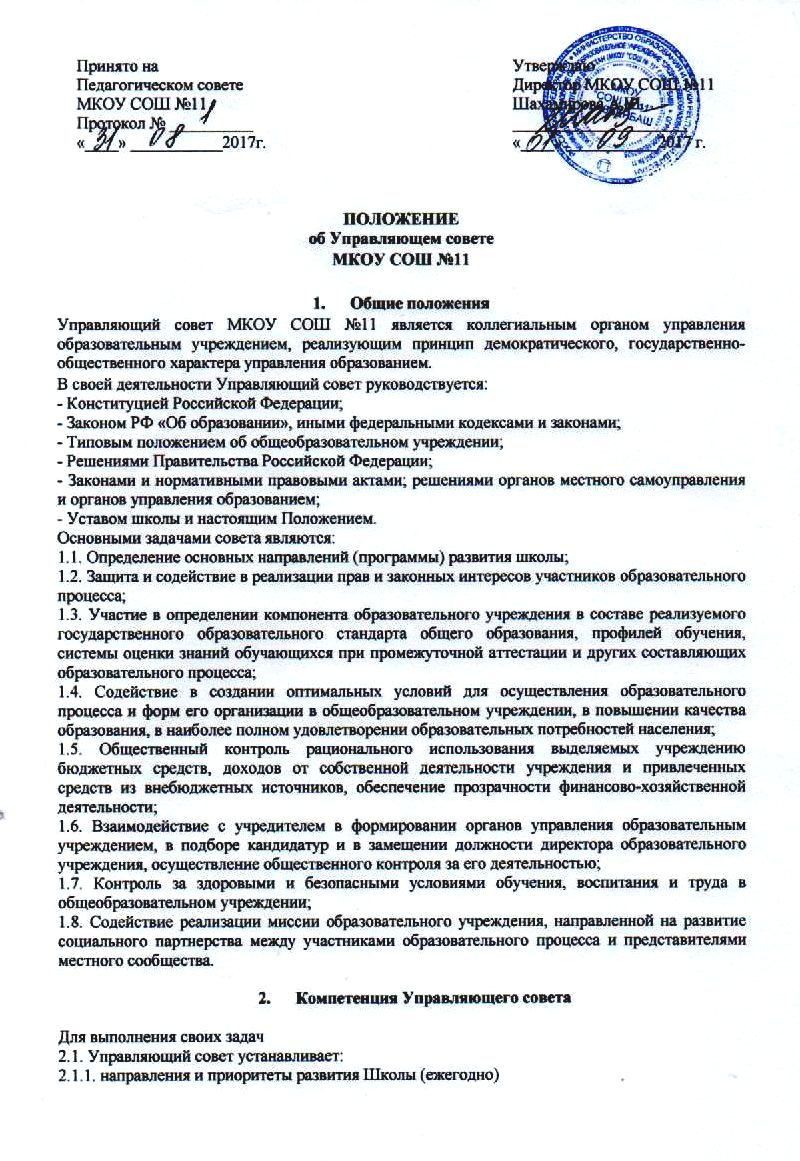 Принято на
Педагогическом совете
МКОУ СОШ №11
Протокол № 1
«31» 08 2017г.
Утверждаю
Директор МКОУ СОШ №11
«01» 09 2017 г.
ПОЛОЖЕНИЕ
об Управляющем совете
МКОУ СОШ №11
1. Общие положения
Управляющий совет МКОУ СОШ №11 является коллегиальным органом управления
образовательным учреждением, реализующим принцип демократического, государственно-
общественного характера управления образованием.
В своей деятельности Управляющий совет руководствуется:
- Конституцией Российской Федерации;
- Законом РФ «Об образовании», иными федеральными кодексами и законами;
- Типовым положением об общеобразовательном учреждении;
- Решениями Правительства Российской Федерации;
- Законами и нормативными правовыми актами; решениями органов местного самоуправления
и органов управления образованием;
- Уставом школы и настоящим Положением.
Основными задачами совета являются:
1.1. Определение основных направлений (программы) развития школы;
1.2. Защита и содействие в реализации прав и законных интересов участников образовательного
процесса;
1.3. Участие в определении компонента образовательного учреждения в составе реализуемого
государственного образовательного стандарта общего образования, профилей обучения,
системы оценки знаний обучающихся при промежуточной аттестации и других составляющих
образовательного процесса;
1.4. Содействие в создании оптимальных условий для осуществления образовательного
процесса и форм его организации в общеобразовательном учреждении, в повышении качества
образования, в наиболее полном удовлетворении образовательных потребностей населения;
1.5. Общественный контроль рационального использования выделяемых учреждению
бюджетных средств, доходов от собственной деятельности учреждения и привлеченных
средств из внебюджетных источников, обеспечение прозрачности финансово-хозяйственной
деятельности;
1.6. Взаимодействие с учредителем в формировании органов управления образовательным
учреждением, в подборе кандидатур и в замещении должности директора образовательного
учреждения, осуществление общественного контроля за его деятельностью;
1.7. Контроль за здоровыми и безопасными условиями обучения, воспитания и труда в
общеобразовательном учреждении;
1.8. Содействие реализации миссии образовательного учреждения, направленной на развитие
социального партнерства между участниками образовательного процесса и представителями
местного сообщества.
2. Компетенция Управляющего совета
Для выполнения своих задач
2.1. Управляющий совет устанавливает:
2.1.1. направления и приоритеты развития Школы (ежегодно)